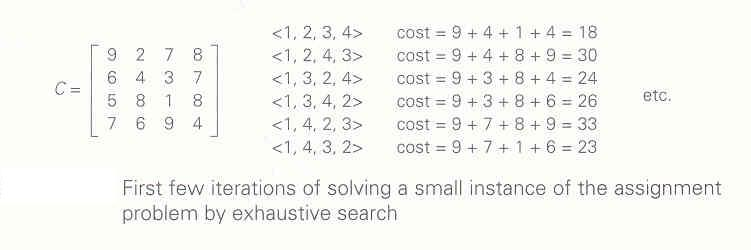 9 2 7 8
6 4 3 7
C = 5 8 1 8
7 6 9 4
<1, 2, 3, 4> cost = 9 + 4 + 1 + 4 = 18
<1, 2, 4, 3> cost = 9 + 4 + 8 + 9 = 30
<1, 3, 2, 4> cost = 9 + 3 + 8 + 4 = 24
<1, 3, 4, 2> cost = 9 + 3 + 8 + 6 = 26
<1, 4, 2, 3> cost = 9 + 7 + 8 + 9 = 33
<1, 4, 3, 2> cost = 9 + 7 + 1 + 6 = 23
etc.
First few iterations of solving a small instance of the assignment
problem by exhaustive search